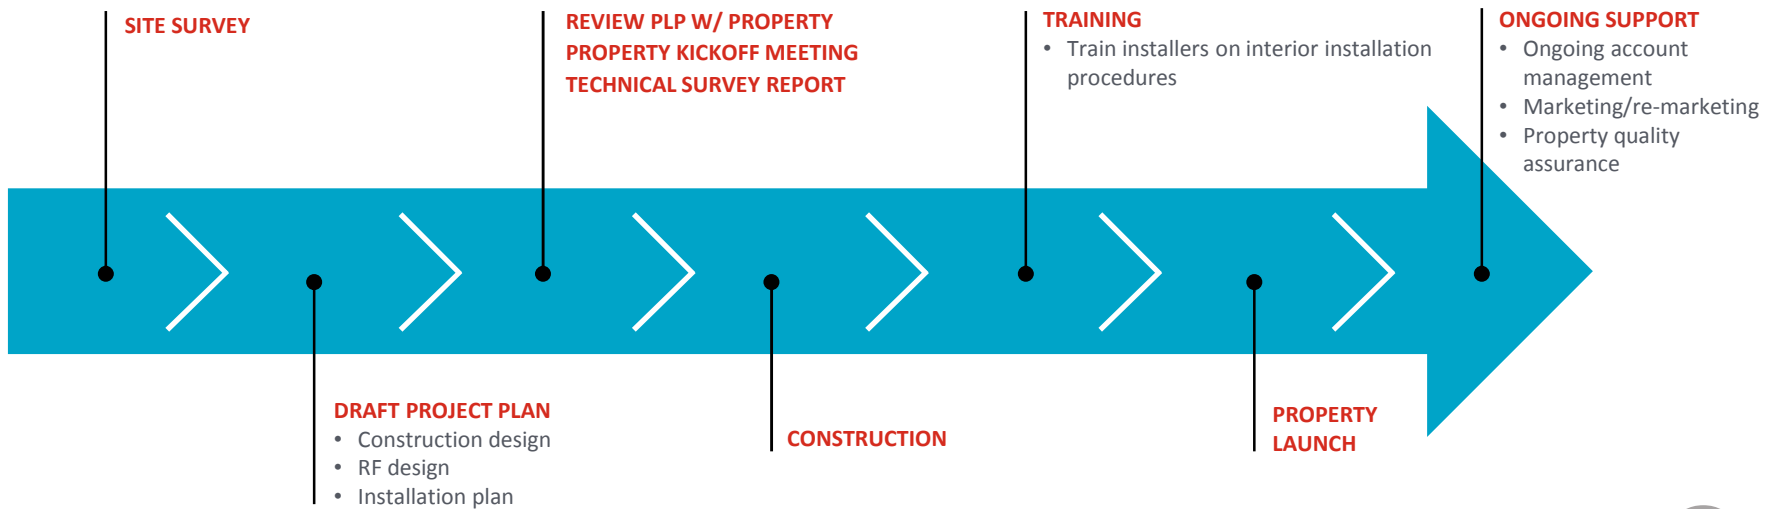 SITE SURVEY
REVIEW PLP W/ PROPERTY
PROPERTY KICKOFF MEETING
TECHNICAL SURVEY REPORT
TRAINING
• Train installers on interior installation
procedures
ONGOING SUPPORT
• Ongoing account
management
• Marketing/re-marketing
• Property quality
assurance
DRAFT PROJECT PLAN
• Construction design
• RF design
• Installation plan
CONSTRUCTION
PROPERTY
LAUNCH